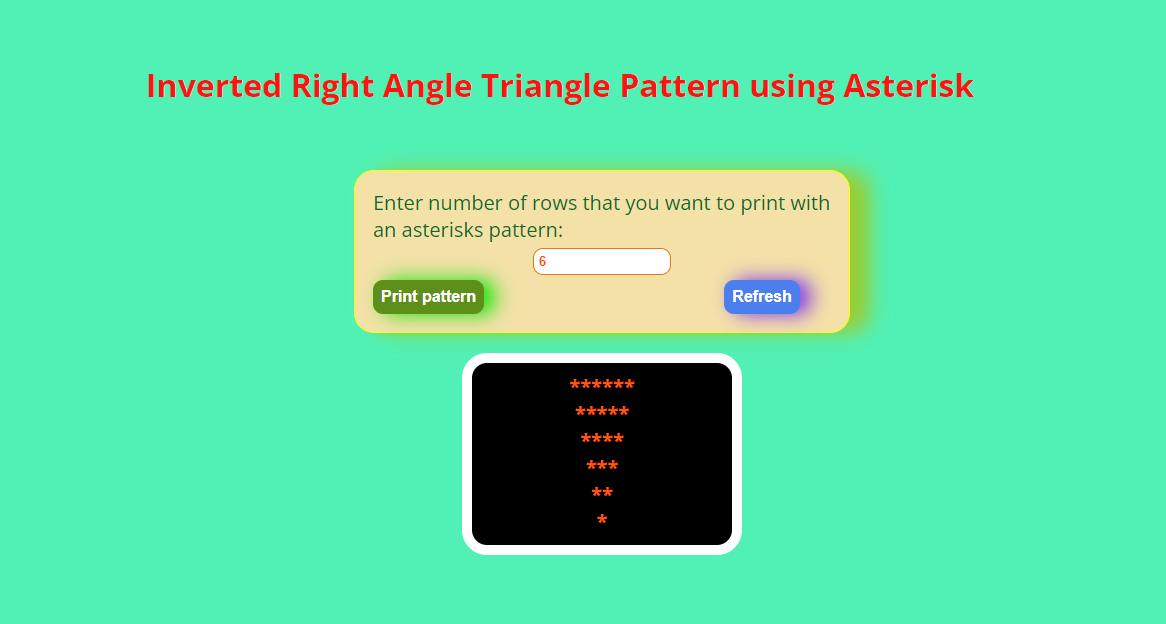 Inverted Right Angle Triangle Pattern using Asterisk
Enter number of rows that you want to print with
an asterisks pattern:
6
Print pattern Refresh
******
*****
****
***
**
*